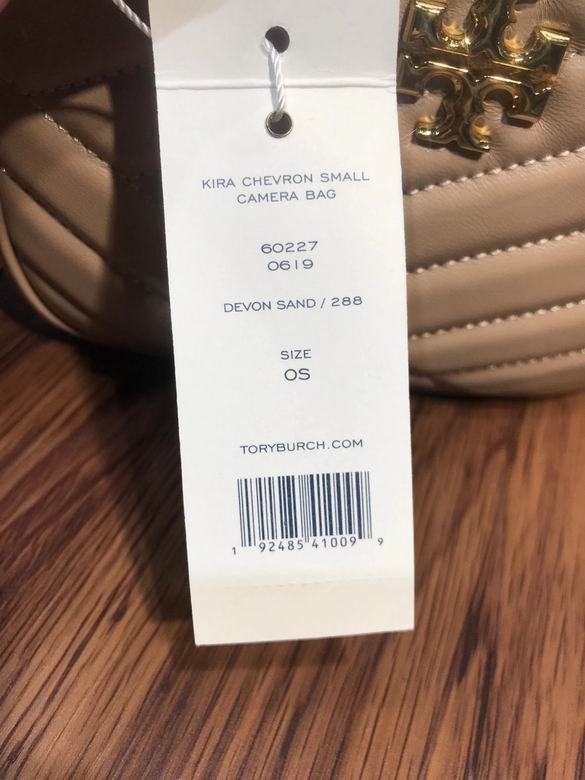 KIRA CHEVRON SMALL
CAMERA BAG
60227
0619
DEVON SAND / 288
SIZE
OS
TORYBURCH.COM
1 92485 41009 9